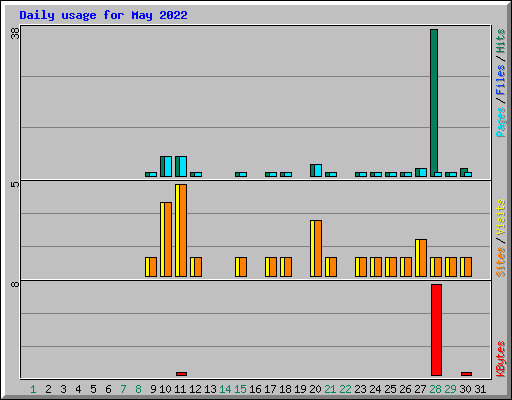 Daily usage for May 2022
38
Pages / Files / Hits
5
Sites / Visits
8
KBytes
1 2 3 4 5 6 7 8 9 10 11 12 13 14 15 16 17 18 19 20 21 22 23 24 25 26 27 28 29 30 31